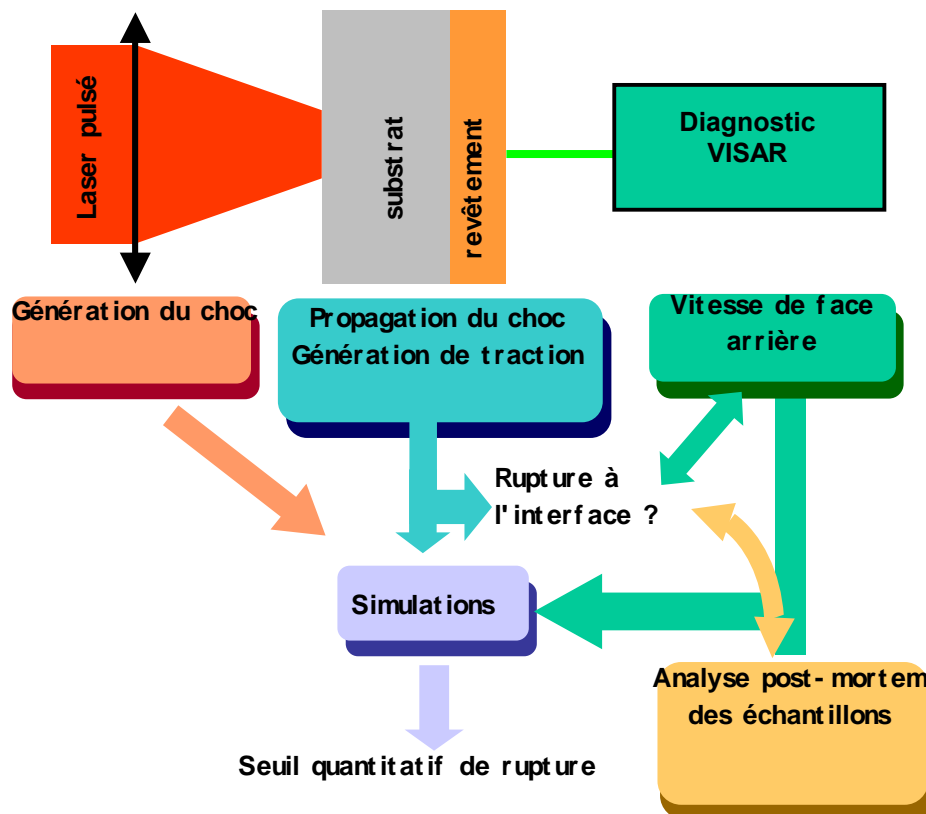 Laser pulsé
substrat
revêtement
Diagnostic
VISAR
Génération du choc
Propagation du choc
Génération de traction
Vitesse de face
arrière
Rupture à
l'interface ?
Simulations
Analyse post-mortem
des échantillons
Seuil quantitatif de rupture